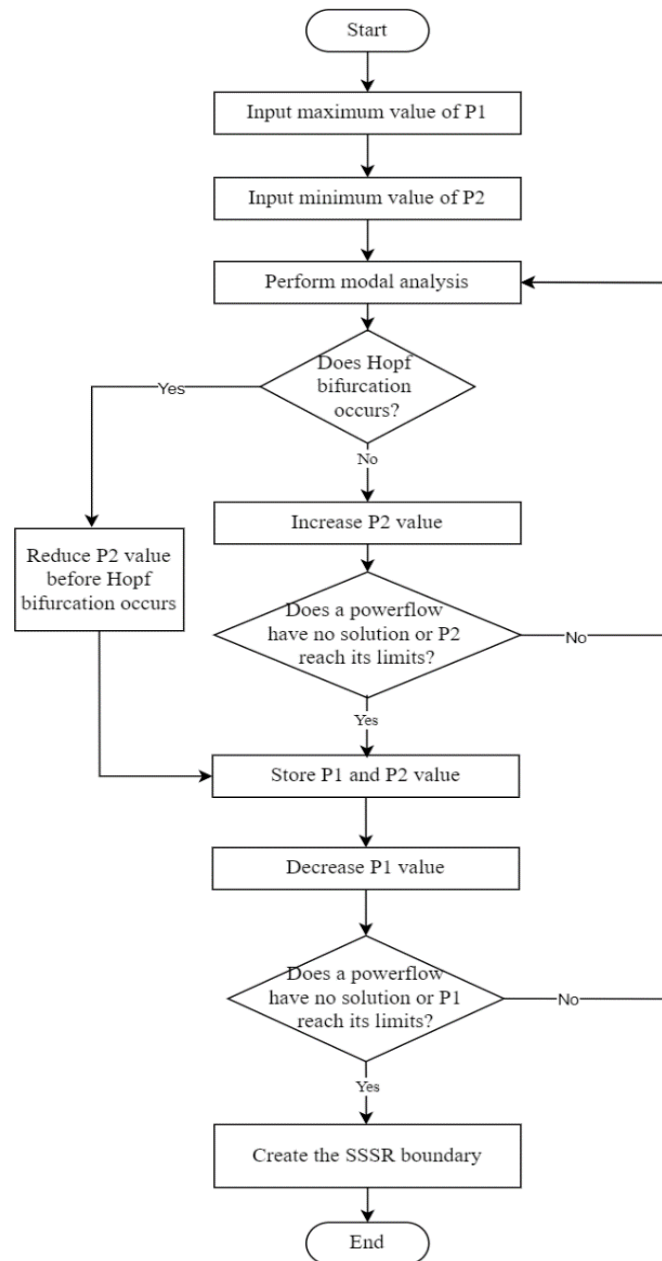 Start
Input maximum value of P1
Input minimum value of P2
Perform modal analysis
Does Hopf
bifurcation
occurs?
Yes
No
Increase P2 value
Reduce P2 value
before Hopf
bifurcation occurs
Does a powerflow
have no solution or P2
reach its limits?
No
Yes
Store P1 and P2 value
Decrease P1 value
Does a powerflow
have no solution or P1
reach its limits?
No
Yes
Create the SSSR boundary
End